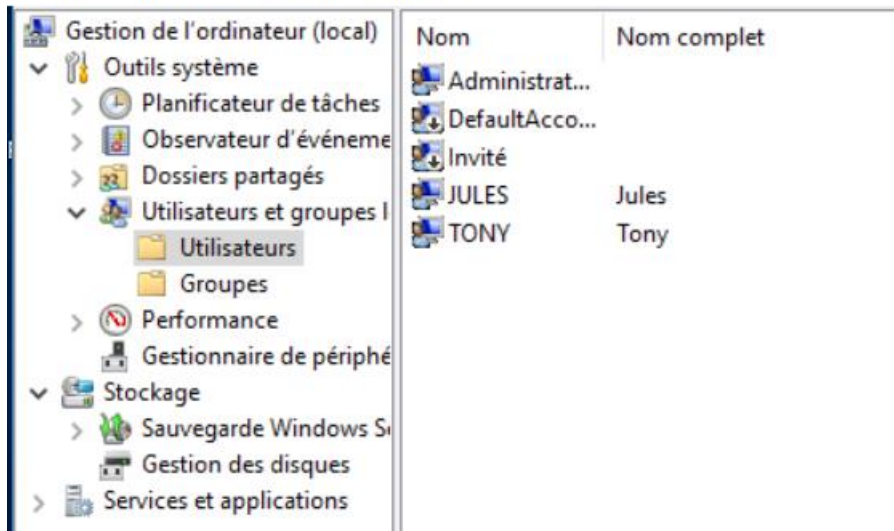 Gestion de l'ordinateur (local)
Outils système
Planificateur de tâches
Observateur d'événeme
Dossiers partagés
Utilisateurs et groupes l
Utilisateurs
Groupes
Performance
Gestionnaire de périphé
Stockage
Sauvegarde Windows S
Gestion des disques
Services et applications
Nom Nom complet
Administrat...
DefaultAcco...
Invité
JULES Jules
TONY Tony